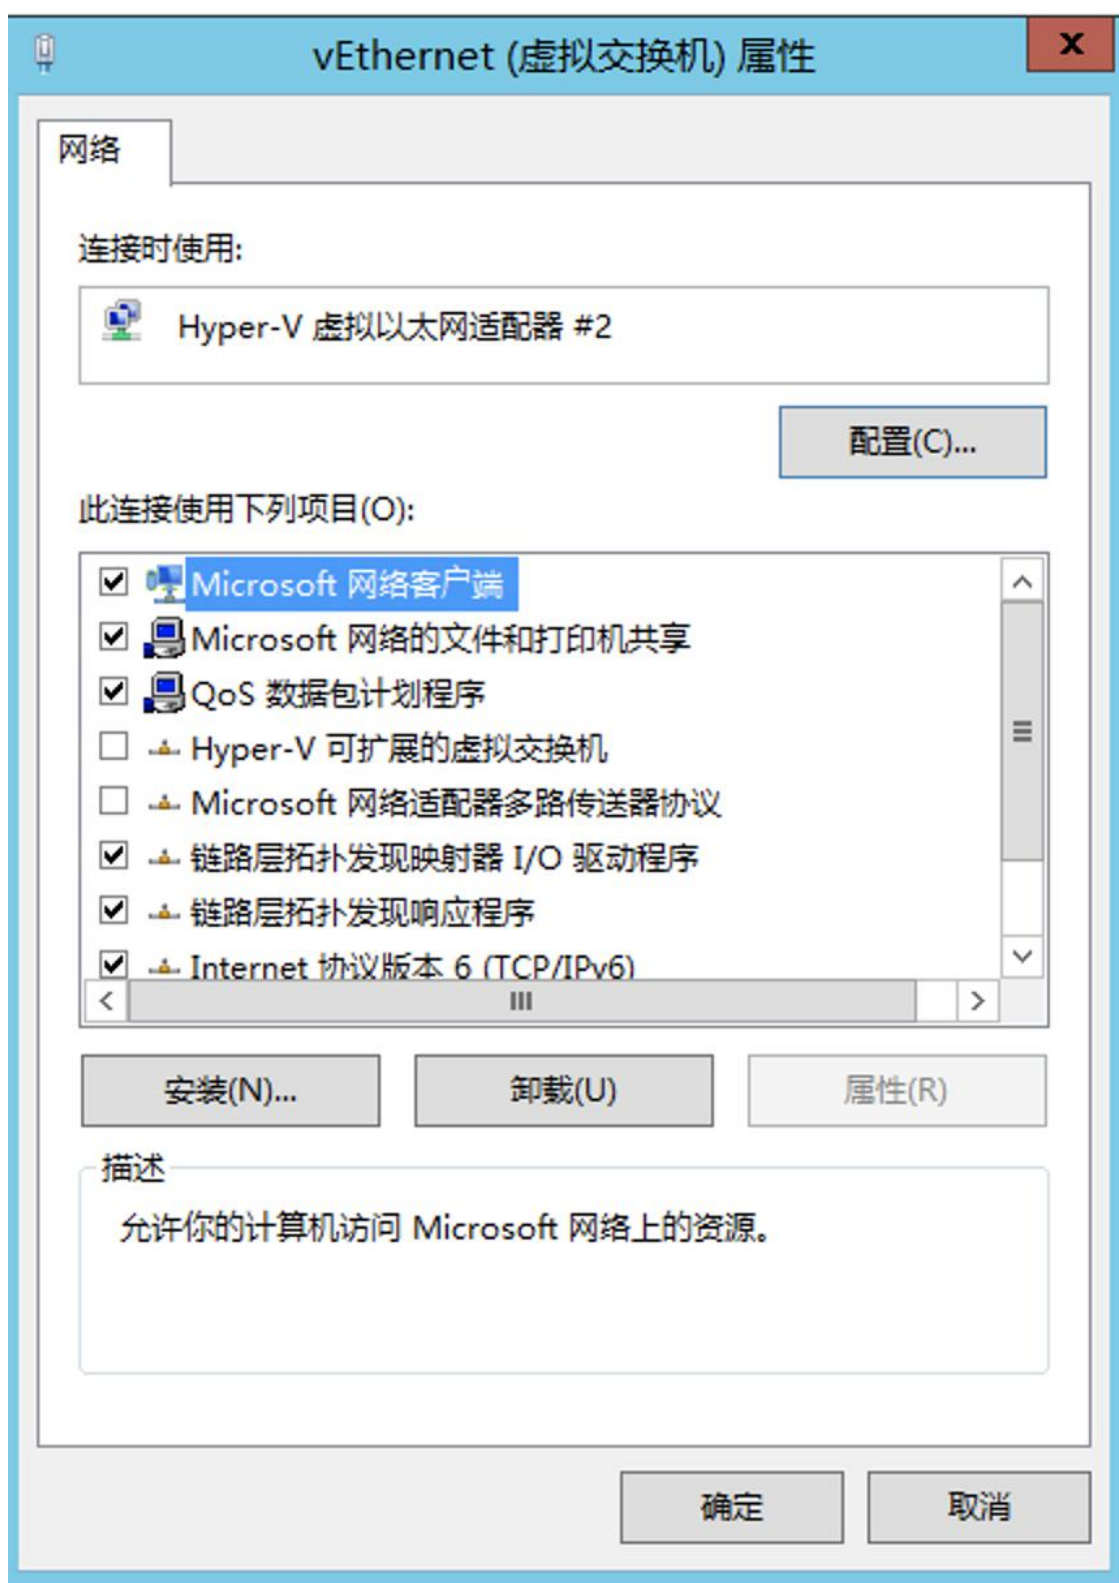 vEthernet (虚拟交换机) 属性
网络
连接时使用:
Hyper-V 虚拟以太网适配器 #2
配置(C)...
此连接使用下列项目(O):
Microsoft 网络客户端
Microsoft 网络的文件和打印机共享
QoS 数据包计划程序
Hyper-V 可扩展的虚拟交换机
Microsoft 网络适配器多路传送器协议
链路层拓扑发现映射器 I/O 驱动程序
链路层拓扑发现响应程序
Internet 协议版本 6 (TCP/IPv6)
安装(N)... 卸载(U) 属性(R)
描述
允许你的计算机访问 Microsoft 网络上的资源。
确定 取消